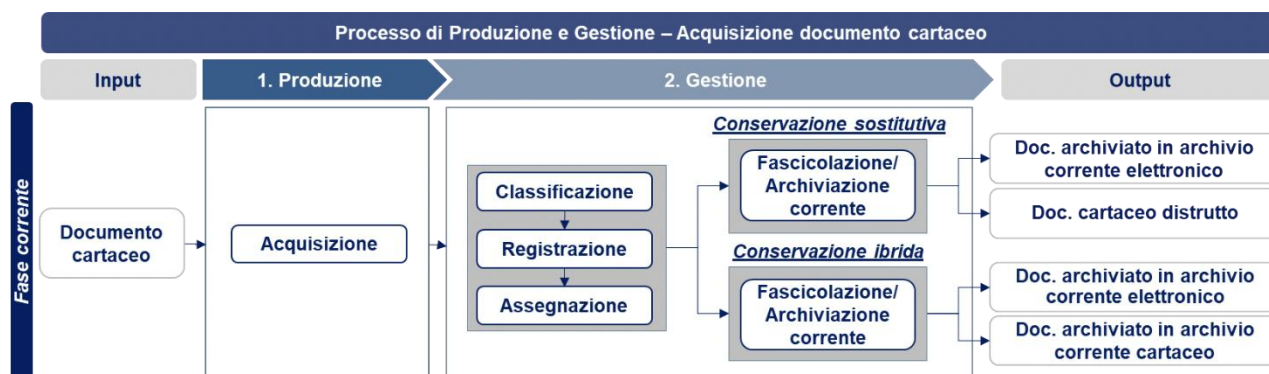 Processo di Produzione e Gestione – Acquisizione documento cartaceo
Input
1. Produzione
2. Gestione
Output
Fase corrente
Documento
cartaceo
Acquisizione
Classificazione
Registrazione
Assegnazione
Conservazione sostitutiva
Fascicolazione/
Archiviazione
corrente
Conservazione ibrida
Fascicolazione/
Archiviazione
corrente
Doc. archiviato in archivio
corrente elettronico
Doc. cartaceo distrutto
Doc. archiviato in archivio
corrente elettronico
Doc. archiviato in archivio
corrente cartaceo